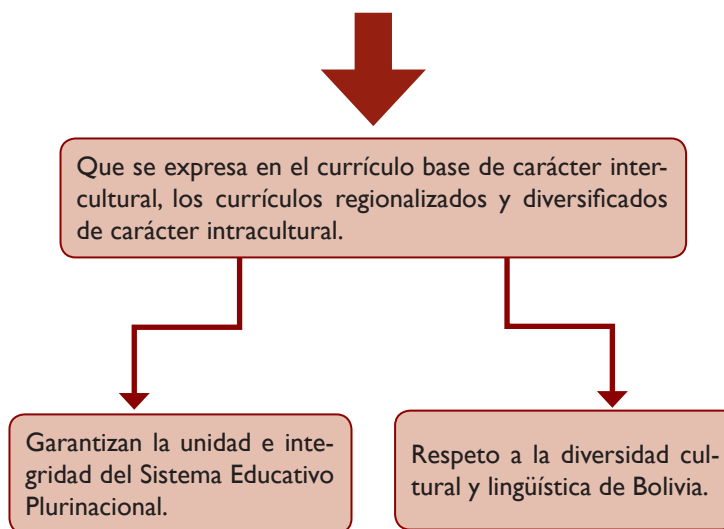 Que se expresa en el currículo base de carácter inter-
cultural, los currículos regionalizados y diversificados
de carácter intracultural.
Garantizan la unidad e inte-
gridad del Sistema Educativo
Plurinacional.
Respeto a la diversidad cul-
tural y lingüística de Bolivia.